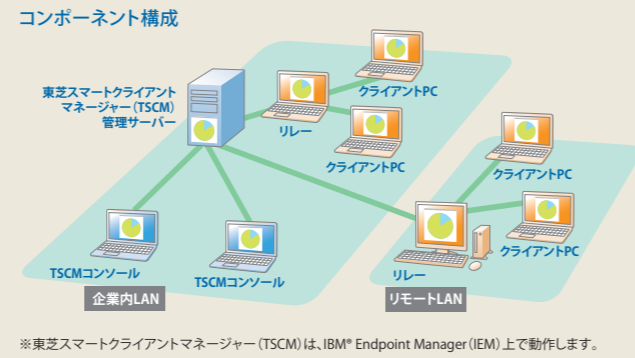 コンポーネント構成
東芝スマートクライアント
マネージャー（TSCM）
管理サーバー
クライアントPC
リレー
クライアントPC
クライアントPC
クライアントPC
リレー
TSCMコンソール
TSCMコンソール
企業内LAN
リモートLAN
※東芝スマートクライアントマネージャー（TSCM）は、IBM® Endpoint Manager（IEM）上で動作します。